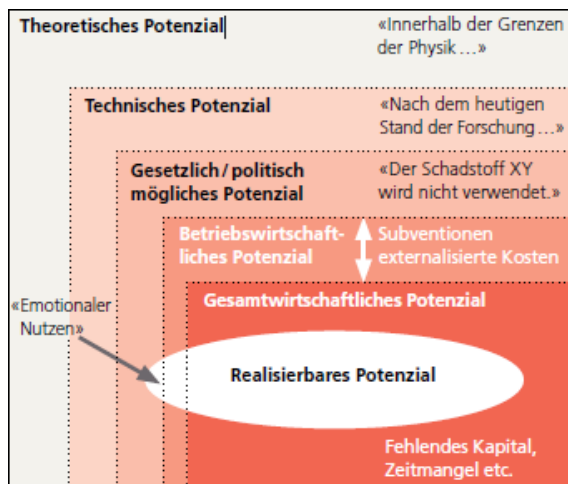 Theoretisches Potenzial
«Innerhalb der Grenzen
der Physik …»
Technisches Potenzial
«Nach dem heutigen
Stand der Forschung …»
Gesetzlich / politisch
mögliches Potenzial
«Der Schadstoff XY
wird nicht verwendet.»
Betriebswirtschaft-
liches Potenzial
Subventionen
externalisierte Kosten
Gesamtwirtschaftliches Potenzial
«Emotionaler
Nutzen»
Realisierbares Potenzial
Fehlendes Kapital,
Zeitmangel etc.